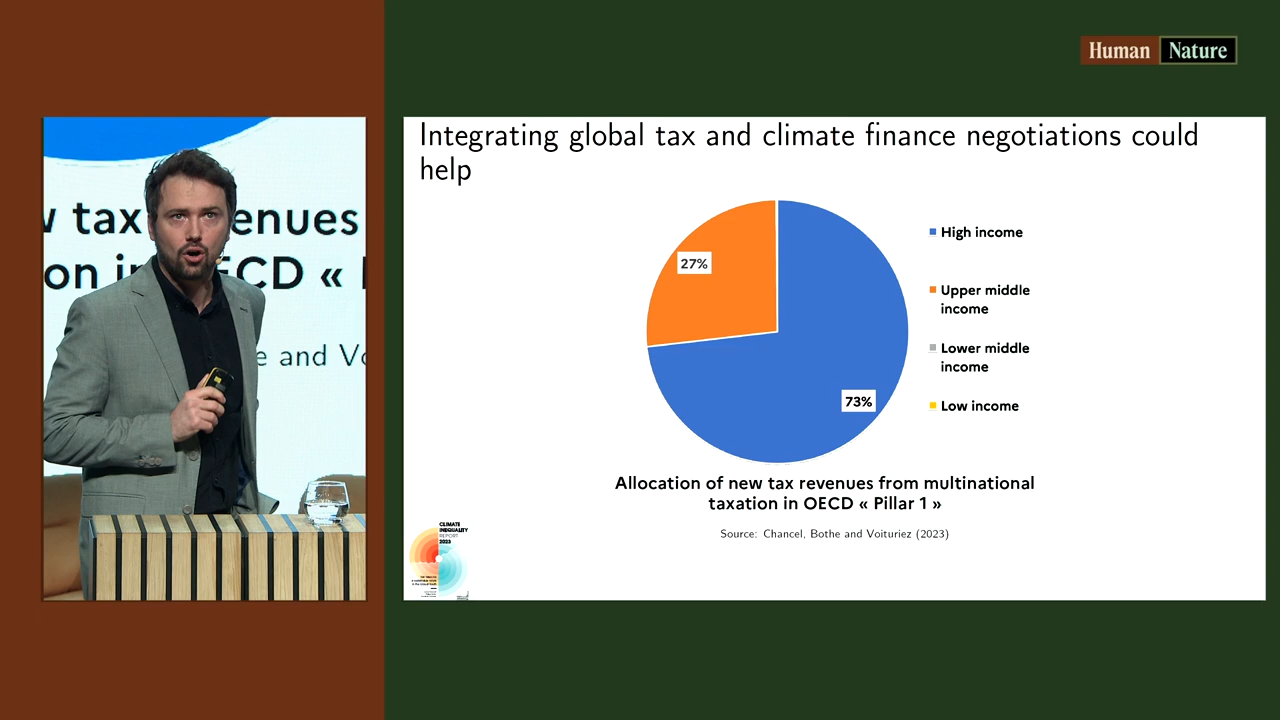 Human Nature
Integrating global tax and climate finance negotiations could
help
27%
73%
High income
Upper middle
income
Lower middle
income
Low income
Allocation of new tax revenues from multinational
taxation in OECD « Pillar 1 »
Source: Chancel, Bothe and Voituriez (2023)
CLIMATE
INEQUALITY
REPORT
2023
tax enues
on in ECD «
e and Vo